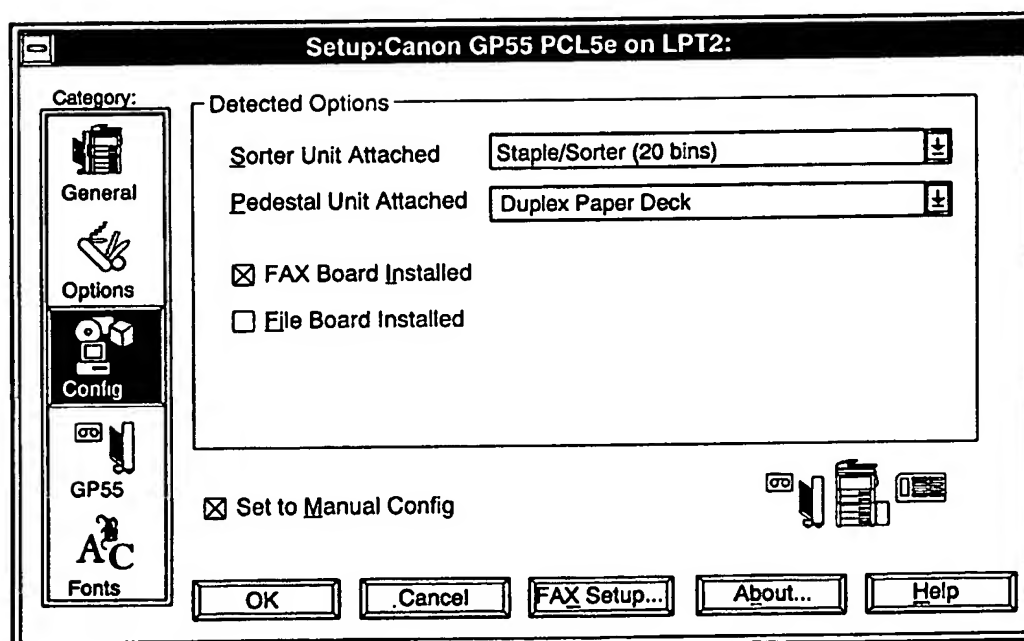 Setup:Canon GP55 PCL5e on LPT2:
Category:
General
Options
Config
GP55
ABC
Fonts
Detected Options
Sorter Unit Attached
Staple/Sorter (20 bins)
Pedestal Unit Attached
Duplex Paper Deck
FAX Board Installed
File Board Installed
Set to Manual Config
OK
.Cancel
FAX Setup...
About...
Help